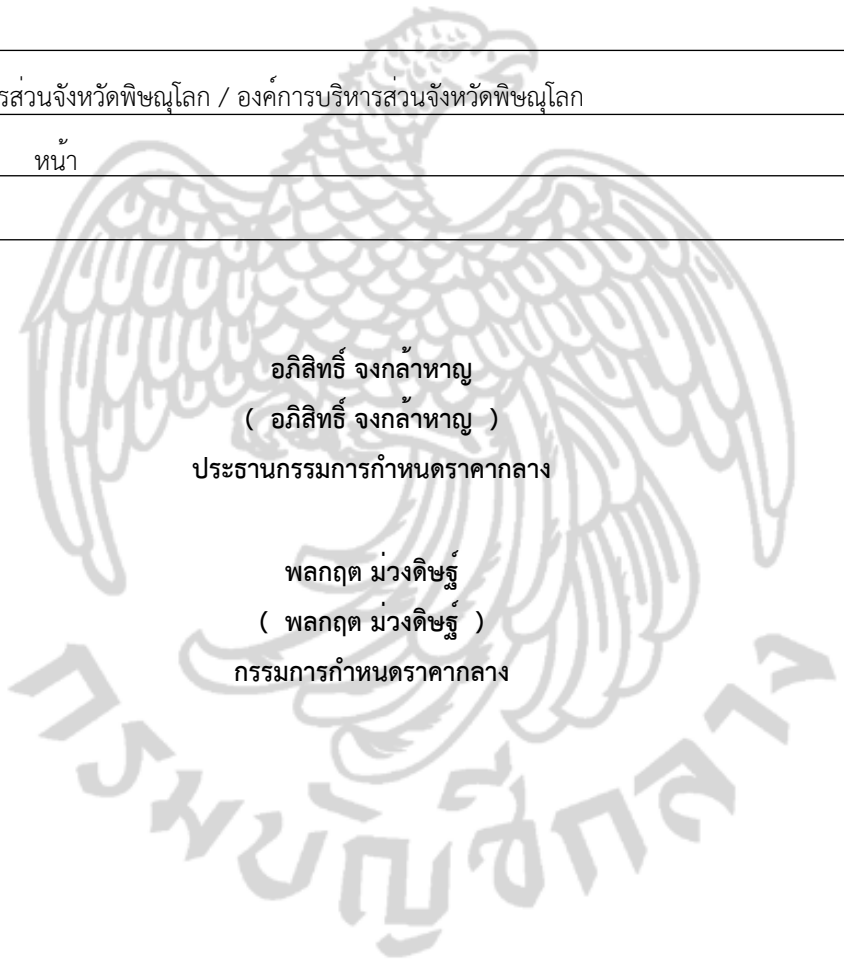 รส่วนจังหวัดพิษณุโลก / องค์การบริหารส่วนจังหวัดพิษณุโลก
หน้า
อภิสิทธิ์ จงกล้าหาญ
( อภิสิทธิ์ จงกล้าหาญ )
ประธานกรรมการกำหนดราคากลาง
พลกฤต ม่วงดิษฐ์
( พลกฤต ม่วงดิษฐ์ )
กรรมการกำหนดราคากลาง
กรมบัญชีกลาง